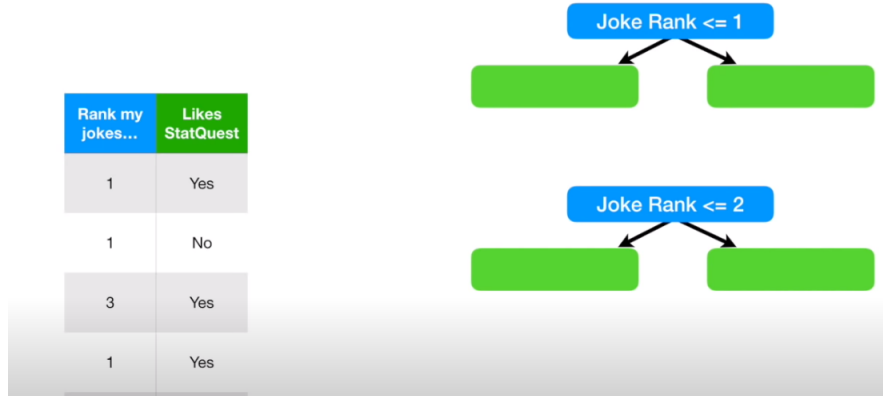 Joke Rank <= 1
Rank my jokes…
Likes StatQuest
1 Yes
1 No
Joke Rank <= 2
3 Yes
1 Yes